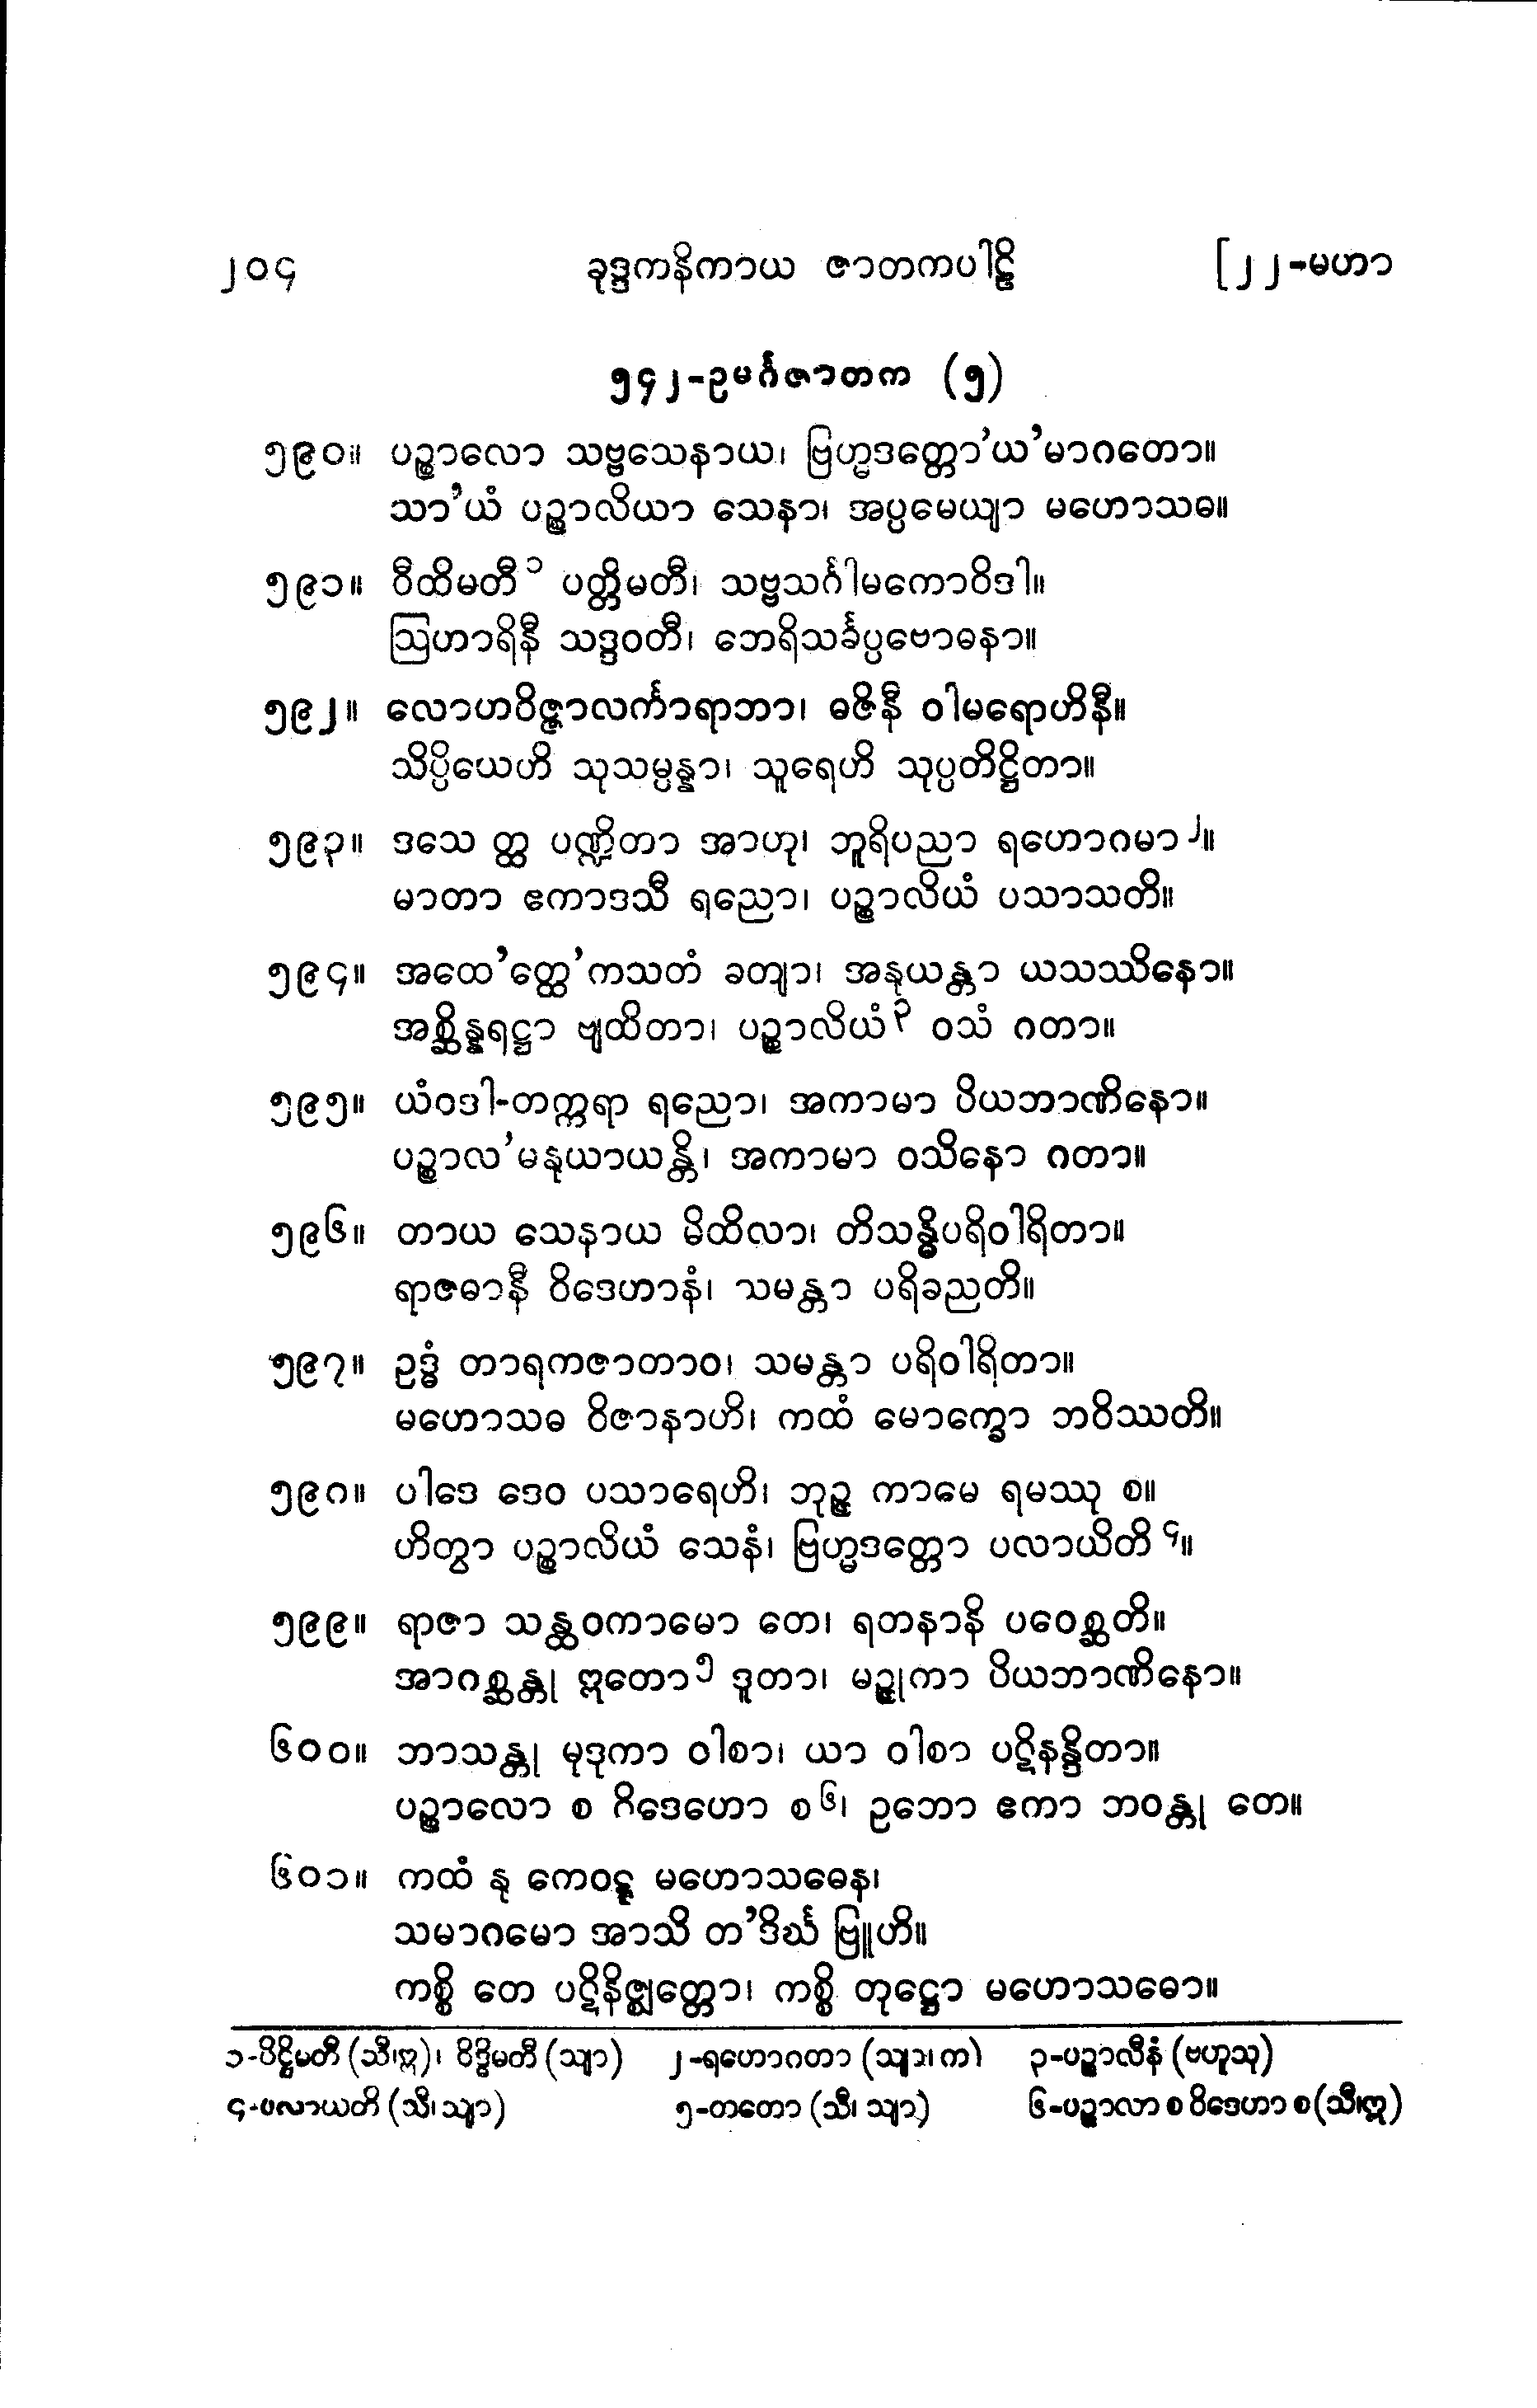 ၂၀၄ ခုဒ္ဒကနိကာယ ဇာတကပါဠိ [၂၂-မဟာ
၅၄၂-ဥမင်္ဂဇာတက (၅)
၅၉၀။ ပဉ္စာလော သဗ္ဗသေနာယ၊ ဗြဟ္မဒတ္တော’ယ’မာဂတော။
သာ’ယံ ပဉ္စာလိယာ သေနာ၊ အပ္ပမေယျာ မဟောသဓ။
၅၉၁။ ဝီထိမတီ ၁ ပတ္တိမတီ၊ သဗ္ဗသင်္ဂါမကောဝိဒါ။
ဩဟာရိနီ သဒ္ဒဝတီ၊ ဘေရိသင်္ခပ္ပဗောဓနာ။
၅၉၂။ လောဟဝိဇ္ဇာလင်္ကာရာဘာ၊ ဓဇိနီ ဝါမရောဟိနီ။
သိပ္ပိယေဟိ သုသမ္ပန္နာ၊ သူရေဟိ သုပ္ပတိဋ္ဌိတာ။
၅၉၃။ ဒသေ တ္ထ ပဏ္ဍိတာ အာဟု၊ ဘူရိပညာ ရဟောဂမာ ၂။
မာတာ ဧကာဒသီ ရညော၊ ပဉ္စာလိယံ ပသာသတိ။
၅၉၄။ အထေ’တ္ထေ’ကသတံ ခတျာ၊ အနုယန္တာ ယသဿိနော။
အစ္ဆိန္နရဋ္ဌာ ဗျထိတာ၊ ပဉ္စာလိယံ ၃ ဝသံ ဂတာ။
၅၉၅။ ယံဝဒါ-တက္ကရာ ရညော၊ အကာမာ ပိယဘာဏိနော။
ပဉ္စာလ’မနုယာယန္တိ၊ အကာမာ ဝသိနော ဂတာ။
၅၉၆။ တာယ သေနာယ မိထိလာ၊ တိသန္ဓိပရိဝါရိတာ။
ရာဇဓာနီ ဝိဒေဟာနံ၊ သမန္တာ ပရိခညတိ။
၅၉၇။ ဥဒ္ဓံ တာရကဇာတာဝ၊ သမန္တာ ပရိဝါရိတာ။
မဟောသဓ ဝိဇာနာဟိ၊ ကထံ မောက္ခော ဘဝိဿတိ။
၅၉၈။ ပါဒေ ဒေဝ ပသာရေဟိ၊ ဘုဉ္ဇ ကာမေ ရမဿု စ။
ဟိတွာ ပဉ္စာလိယံ သေနံ၊ ဗြဟ္မဒတ္တော ပလာယိတိ ၄။
၅၉၉။ ရာဇာ သန္ထဝကာမော တေ၊ ရတနာနိ ပဝေစ္ဆတိ။
အာဂစ္ဆန္တု ဣတော ၅ ဒူတာ၊ မဉ္ဇုကာ ပိယဘာဏိနော။
၆၀၀။ ဘာသန္တု မုဒုကာ ဝါစာ၊ ယာ ဝါစာ ပဋိနန္ဒိတာ။
ပဉ္စာလော စ ဝိဒေဟော စ ၆၊ ဥဘော ဧကာ ဘဝန္တု တေ။
၆၀၁။ ကထံ နု ကေဝဋ္ဋ မဟောသဓေန၊
သမာဂမော အာသိ တ’ဒိင်္ဃ ဗြူဟိ။
ကစ္စိ တေ ပဋိနိဇ္ဈတ္တော၊ ကစ္စိ တုဋ္ဌော မဟောသဓော။
၁-ပိဋ္ဌိမတီ (သီ၊ဣ)၊ ဝိဒ္ဓိမတီ (သျာ) ၂-ရဟောဂတာ (သျာ၊ က) ၃-ပဉ္စာလီနံ (ဗဟူသု)
၄-ပလာယတိ (သီ၊ သျာ) ၅-တတော (သီ၊ သျာ) ၆-ပဉ္စာလာ စ ဝိဒေဟာ စ (သီ၊ဣ)